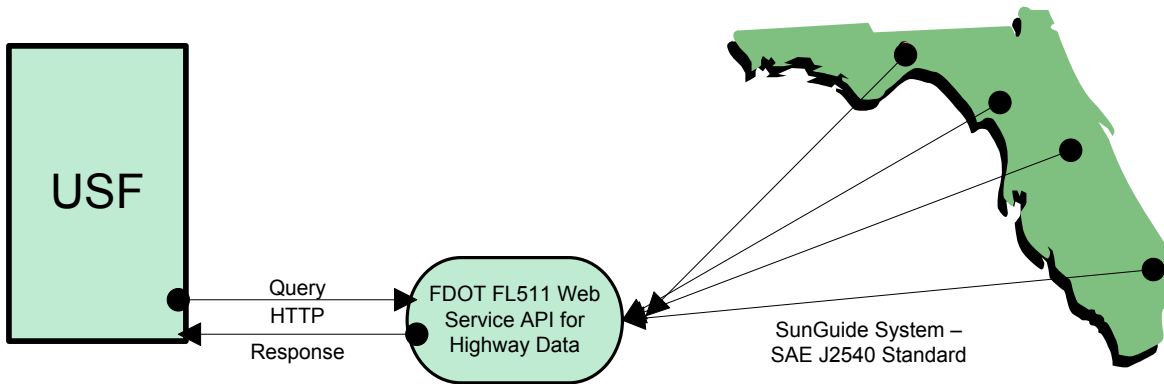 USF
Query
HTTP
Response
FDOT FL511 Web
Service API for
Highway Data
SunGuide System –
SAE J2540 Standard